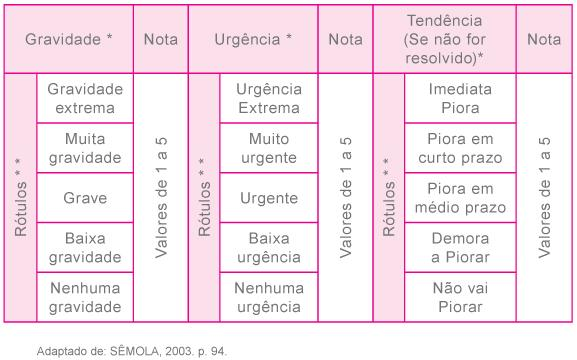 Gravidade *
Nota
Urgência *
Nota
Tendência
(Se não for
resolvido)*
Nota
Rótulos * *
Gravidade
extrema
Muita
gravidade
Grave
Baixa
gravidade
Nenhuma
gravidade
Valores de 1 a 5
Rótulos * *
Urgência
Extrema
Muito
urgente
Urgente
Baixa
urgência
Nenhuma
urgência
Valores de 1 a 5
Rótulos * *
Imediata
Piora
Piora em
curto prazo
Piora em
médio prazo
Demora
a Piorar
Não vai
Piorar
Valores de 1 a 5
Adaptado de: SÊMOLA, 2003. p. 94.